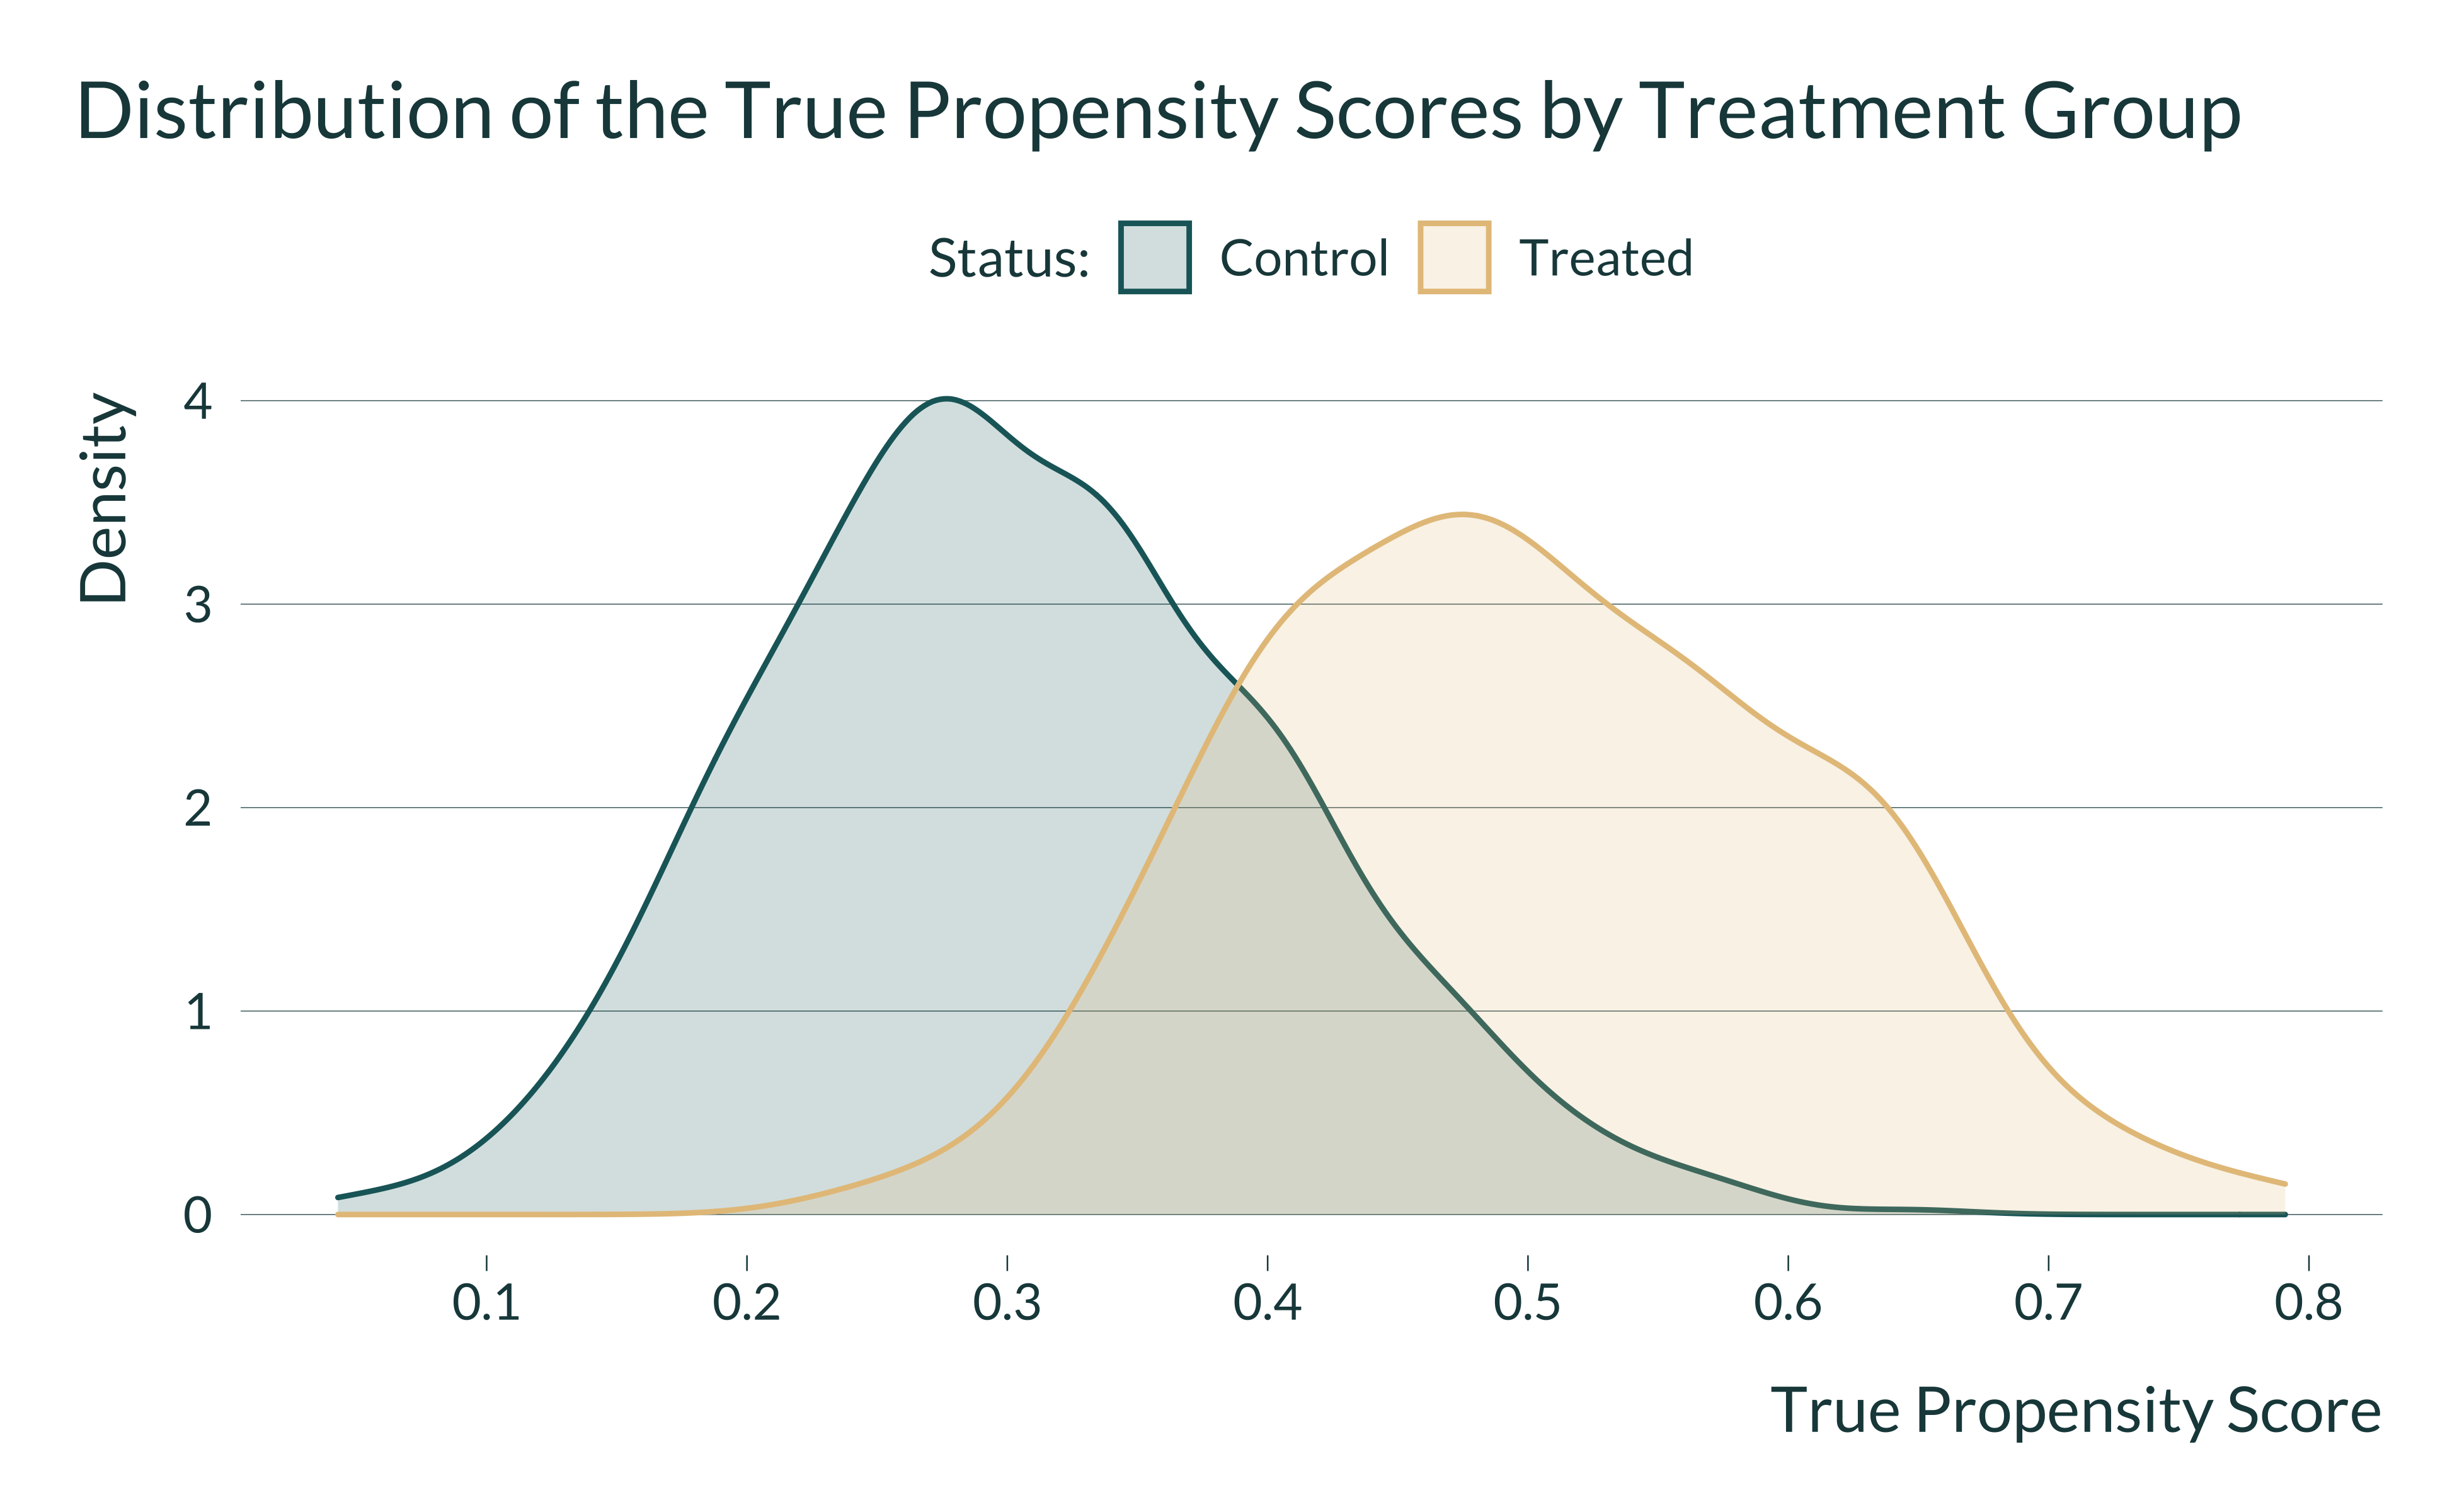 Distribution of the True Propensity Scores by Treatment Group
Status: Control Treated
Density
4
3
2
1
0
0.1 0.2 0.3 0.4 0.5 0.6 0.7 0.8
True Propensity Score